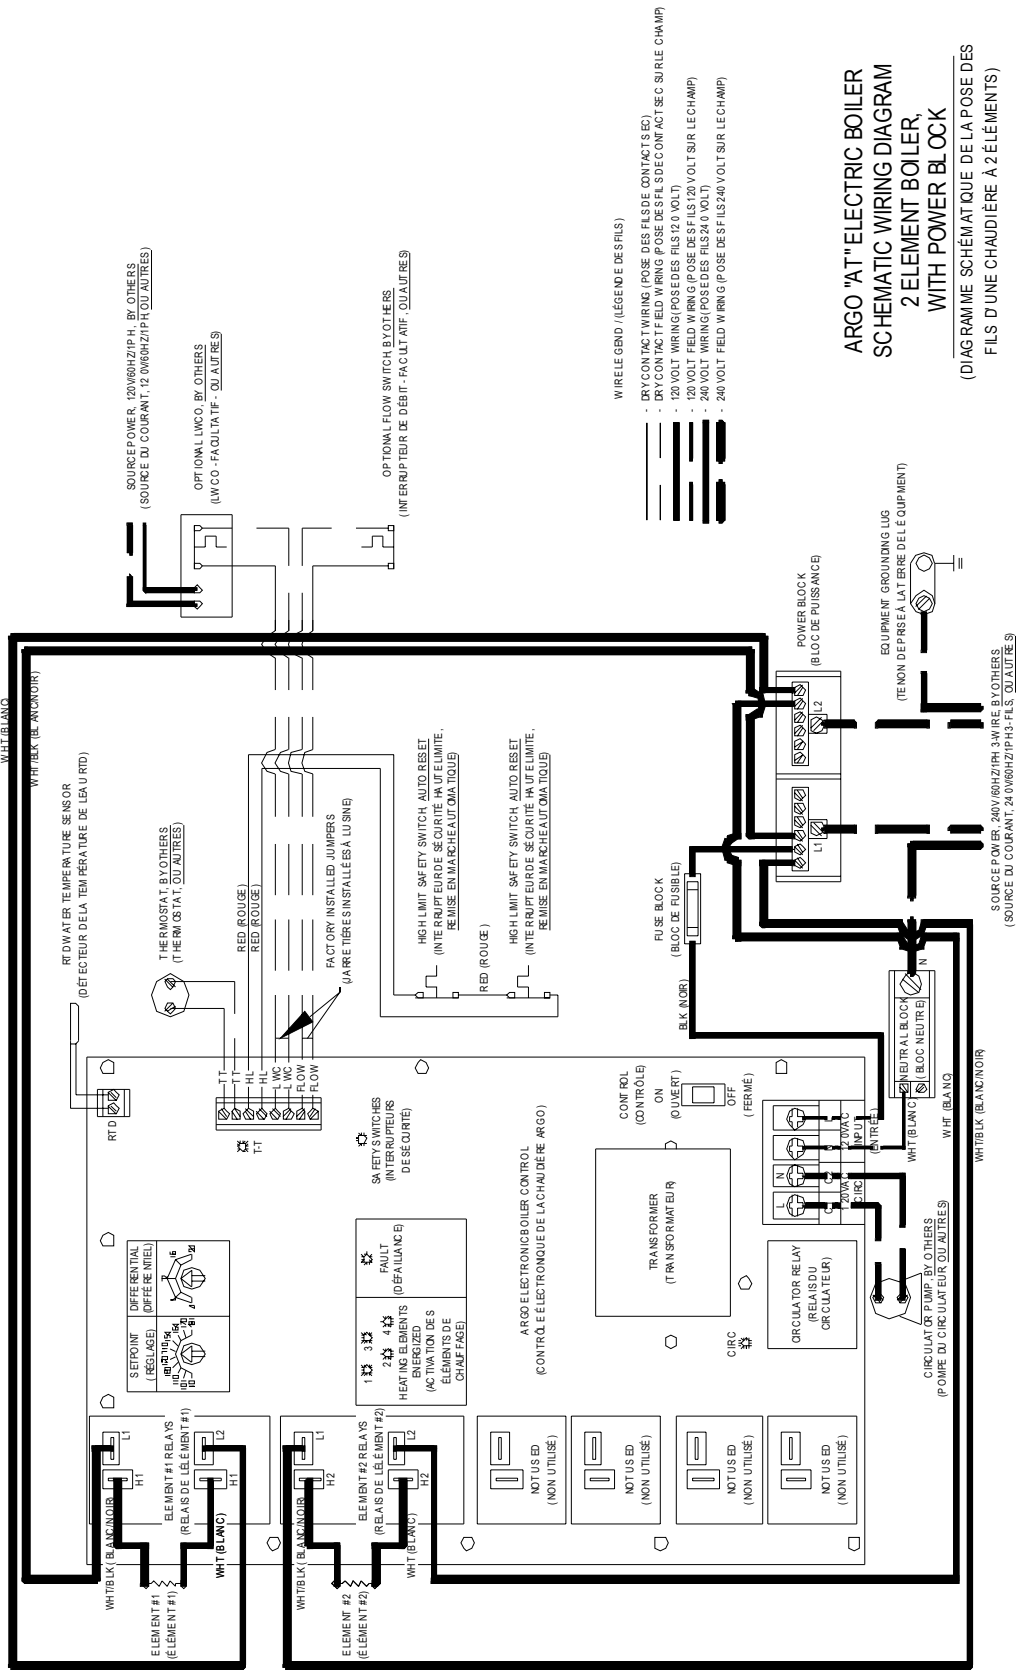 ARGO "AT" ELECTRIC BOILER
SCHEMATIC WIRING DIAGRAM
2 ELEMENT BOILER,
WITH POWER BLOCK
(DIAGRAMME SCHÉMATIQUE DE LA POSE DES
FILS D'UNE CHAUDIÈRE À 2 ÉLÉMENTS)
WIRE LEGEND / (LÉGENDE DES FILS)
- DRY CONTACT WIRING (POSE DES FILS DE CONTACT SEC)
- DRY CONTACT FIELD WIRING (POSE DES FILS DE CONTACT SEC SUR LE CHAMP)
- 120 VOLT WIRING (POSE DES FILS 120 VOLT)
- 120 VOLT FIELD WIRING (POSE DES FILS 120 VOLT SUR LE CHAMP)
- 240 VOLT WIRING (POSE DES FILS 240 VOLT)
- 240 VOLT FIELD WIRING (POSE DES FILS 240 VOLT SUR LE CHAMP)
SOURCE POWER, 120V/60HZ/1PH, BY OTHERS
(SOURCE DU COURANT, 120V/60HZ/1PH, OU AUTRES)
OPTIONAL LWCO, BY OTHERS
(LWCO - FACULTATIF - OU AUTRES)
OPTIONAL FLOW SWITCH, BY OTHERS
(INTERRUPTEUR DE DÉBIT - FACULTATIF, OU AUTRES)
WHT (BLANC)
WHT/BLK (BLANC/NOIR)
RTD WATER TEMPERATURE SENSOR
(DÉTECTEUR DE LA TEMPÉRATURE DE LEAU RTD)
THERMOSTAT, BY OTHERS
(THERMOSTAT, OU AUTRES)
RED (ROUGE)
RED (ROUGE)
FACTORY INSTALLED JUMPERS
(JARRETIÈRES INSTALLÉES À LUSINE)
HIGH LIMIT SAFETY SWITCH, AUTO RESET
(INTERRUPTEUR DE SÉCURITÉ HAUTE LIMITE,
REMISE EN MARCHE AUTOMATIQUE)
RED (ROUGE)
HIGH LIMIT SAFETY SWITCH, AUTO RESET
(INTERRUPTEUR DE SÉCURITÉ HAUTE LIMITE,
REMISE EN MARCHE AUTOMATIQUE)
FUSE BLOCK
(BLOC DE FUSIBLE)
BLK (NOIR)
POWER BLOCK
(BLOC DE PUISSANCE)
L1
L2
EQUIPMENT GROUNDING LUG
(TENON DE PRISE À LA TERRE DE LÉQUIPMENT)
SOURCE POWER, 240V/60HZ/1PH 3-WIRE, BY OTHERS
(SOURCE DU COURANT, 240V/60HZ/1PH 3-FILS, OU AUTRES)
N
NEUTRAL BLOCK
(BLOC NEUTRE)
WHT (BLANC)
WHT (BLANC)
WHT/BLK (BLANC/NOIR)
RTD
TT
TT
HL
HL
LWC
LWC
FLOW
FLOW
T-T
SAFETY SWITCHES
(INTERRUPTEURS
DE SÉCURITÉ)
CONTROL
(CONTRÔLE)
ON
(OUVERT)
OFF
(FERMÉ)
SETPOINT
(RÉGLAGE)
DIFFERENTIAL
(DIFFÉRENTIEL)
1 2 3 4
HEATING ELEMENTS
ENERGIZED
(ACTIVATION DES
ÉLÉMENTS DE
CHAUFFAGE)
FAULT
(DÉFAILLANCE)
ARGO ELECTRONIC BOILER CONTROL
(CONTRÔLE ÉLECTRONIQUE DE LA CHAUDIÈRE ARGO)
TRANSFORMER
(TRANSFORMATEUR)
CIRC
CIRCULATOR RELAY
(RELAIS DU
CIRCULATEUR)
L
N
120VAC
CIRC
120VAC
INPUT
(ENTRÉE)
CIRCULATOR PUMP, BY OTHERS
(POMPE DU CIRCULATEUR, OU AUTRES)
L1
H1
ELEMENT #1 RELAYS
(RELAIS DE LÉLÉMENT #1)
L2
H1
WHT/BLK (BLANC/NOIR)
WHT (BLANC)
ELEMENT #1
(ÉLÉMENT #1)
L1
H2
ELEMENT #2 RELAYS
(RELAIS DE LÉLÉMENT #2)
L2
H2
WHT/BLK (BLANC/NOIR)
WHT (BLANC)
ELEMENT #2
(ÉLÉMENT #2)
NOT USED
(NON UTILISÉ)
NOT USED
(NON UTILISÉ)
NOT USED
(NON UTILISÉ)
NOT USED
(NON UTILISÉ)